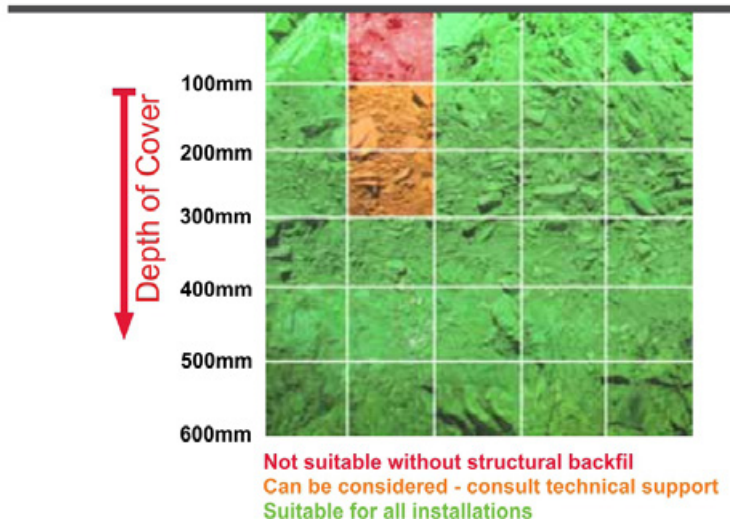 100mm
Depth of Cover
200mm
300mm
400mm
500mm
600mm
Not suitable without structural backfil
Can be considered - consult technical support
Suitable for all installations